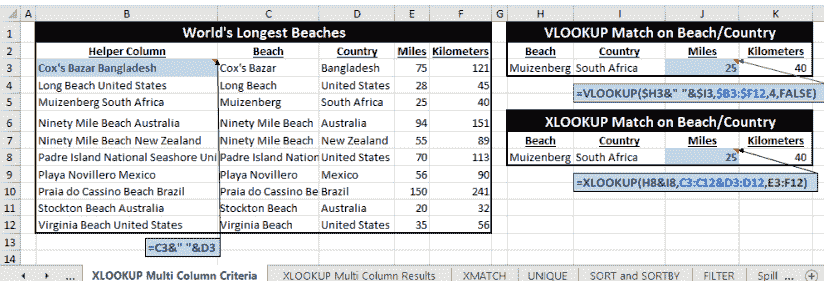 A B C D E F G H I J K
1 World's Longest Beaches VLOOKUP Match on Beach/Country
2 Helper Column Beach Country Miles Kilometers Beach Country Miles Kilometers
3 Cox's Bazar Bangladesh Cox's Bazar Bangladesh 75 121 Muizenberg South Africa 25 40
4 Long Beach United States Long Beach United States 28 45 =VLOOKUP($H3&" "&$I3,$B3:$F12,4,FALSE)
5 Muizenberg South Africa Muizenberg South Africa 25 40
6 Ninety Mile Beach Australia Ninety Mile Beach Australia 94 151 XLOOKUP Match on Beach/Country
7 Ninety Mile Beach New Zealand Ninety Mile Beach New Zealand 55 89 Beach Country Miles Kilometers
8 Padre Island National Seashore Uni Padre Island Nation United States 70 113 Muizenberg South Africa 25 40
9 Playa Novillero Mexico Playa Novillero Mexico 56 90
10 Praia do Cassino Beach Brazil Praia do Cassino Be Brazil 150 241 =XLOOKUP(H8&I8,C3:C12&D3:D12,E3:F12)
11 Stockton Beach Australia Stockton Beach Australia 20 32
12 Virginia Beach United States Virginia Beach United States 35 56
13 =C3&" "&D3
14
... XLOOKUP Multi Column Criteria XLOOKUP Multi Column Results XMATCH UNIQUE SORT and SORTBY FILTER Spill ...